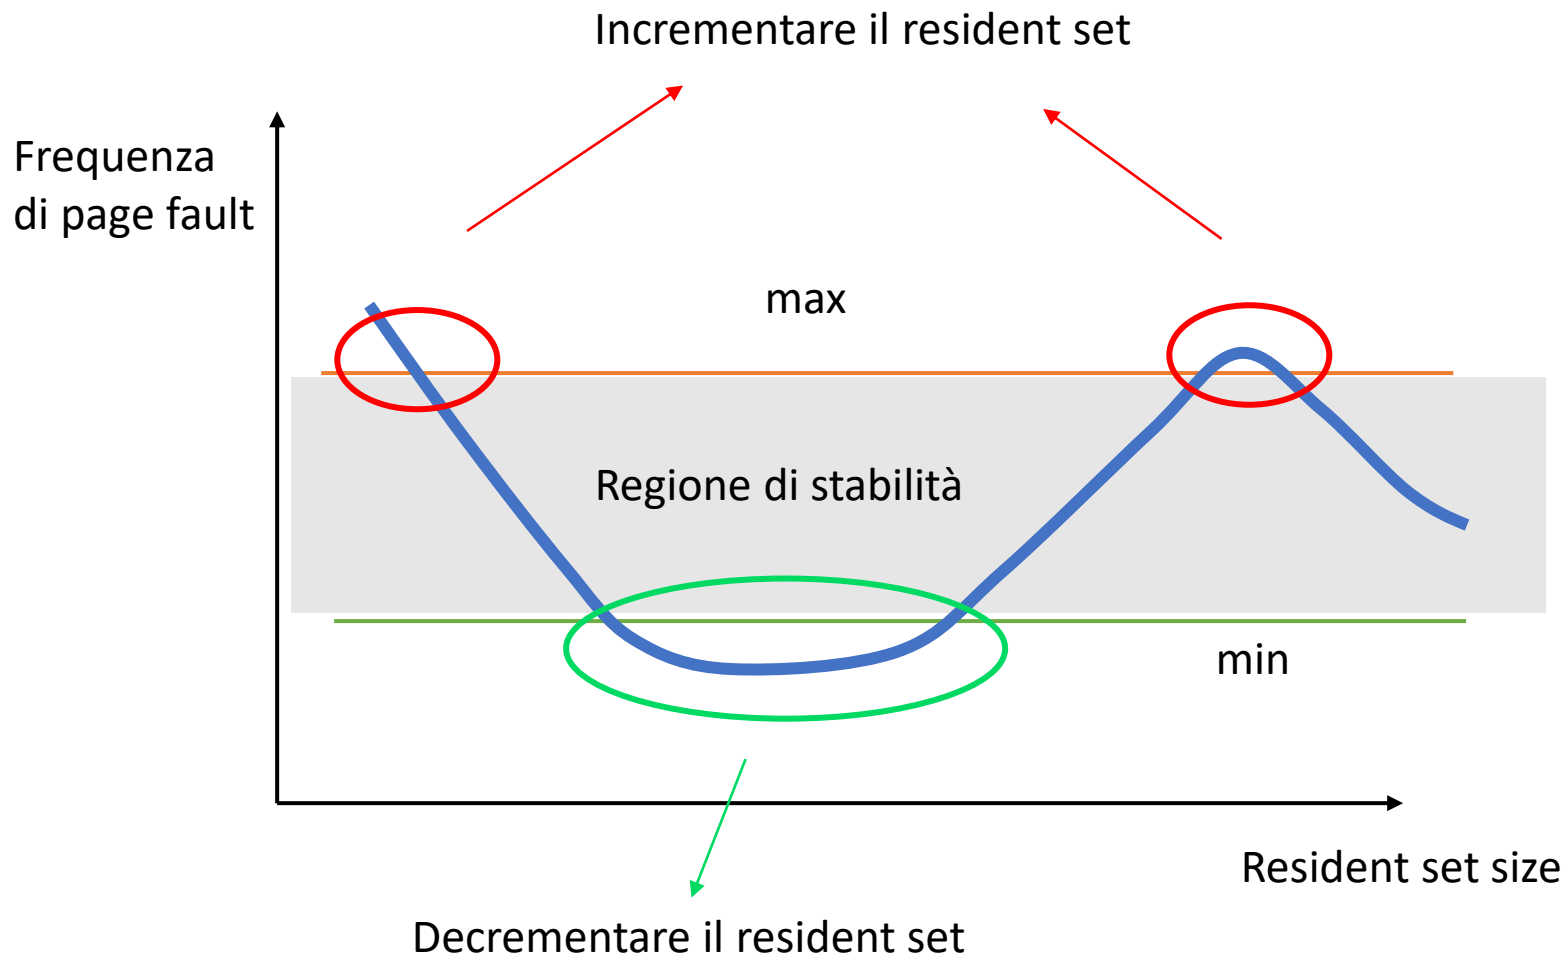 Incrementare il resident set
Frequenza
di page fault
max
Regione di stabilità
min
Resident set size
Decrementare il resident set